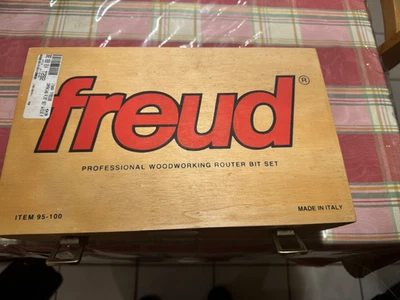 freud®
PROFESSIONAL WOODWORKING ROUTER BIT SET
ITEM 95-100
MADE IN ITALY